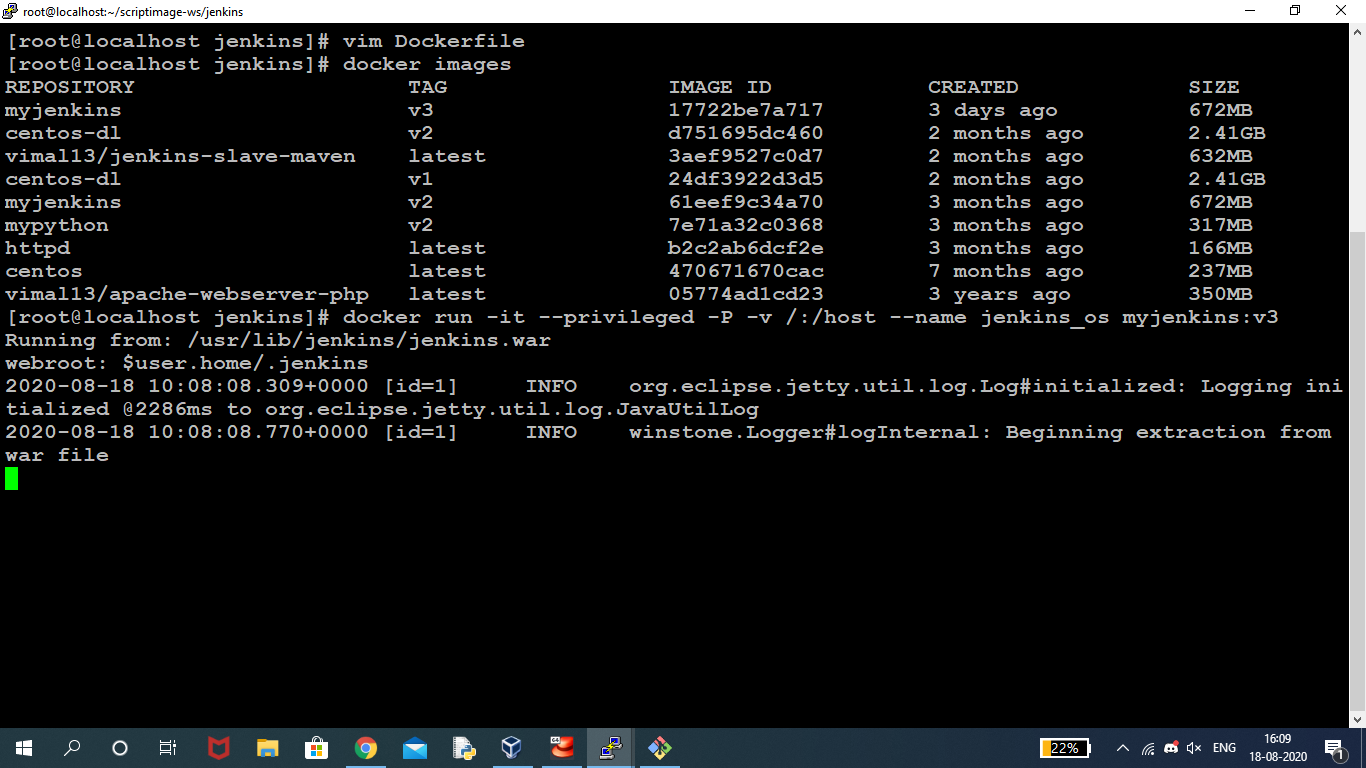 root@localhost:~/scriptimage-ws/jenkins
[root@localhost jenkins]# vim Dockerfile
[root@localhost jenkins]# docker images
REPOSITORY TAG IMAGE ID CREATED SIZE
myjenkins v3 17722be7a717 3 days ago 672MB
centos-dl v2 d751695dc460 2 months ago 2.41GB
vimal13/jenkins-slave-maven latest 3aef9527c0d7 2 months ago 632MB
centos-dl v1 24df3922d3d5 2 months ago 2.41GB
myjenkins v2 61eef9c34a70 3 months ago 672MB
mypython v2 7e71a32c0368 3 months ago 317MB
httpd latest b2c2ab6dcf2e 3 months ago 166MB
centos latest 470671670cac 7 months ago 237MB
vimal13/apache-webserver-php latest 05774ad1cd23 3 years ago 350MB
[root@localhost jenkins]# docker run -it --privileged -P -v /:/host --name jenkins_os myjenkins:v3
Running from: /usr/lib/jenkins/jenkins.war
webroot: $user.home/.jenkins
2020-08-18 10:08:08.309+0000 [id=1] INFO org.eclipse.jetty.util.log.Log#initialized: Logging ini
tialized @2286ms to org.eclipse.jetty.util.log.JavaUtilLog
2020-08-18 10:08:08.770+0000 [id=1] INFO winstone.Logger#logInternal: Beginning extraction from
war file
22% ENG 16:09
18-08-2020 1